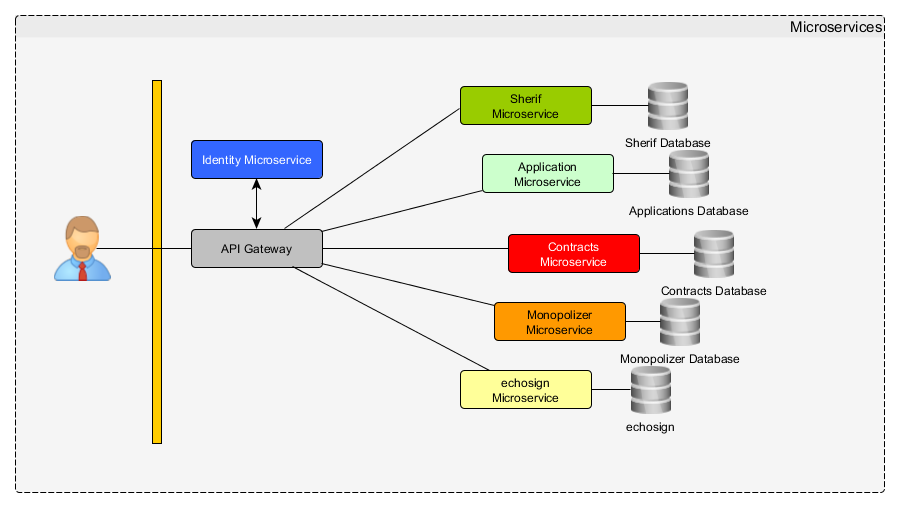 Microservices
Sherif
Microservice
Sherif Database
Identity Microservice
Application
Microservice
Applications Database
API Gateway
Contracts
Microservice
Contracts Database
Monopolizer
Microservice
Monopolizer Database
echosign
Microservice
echosign